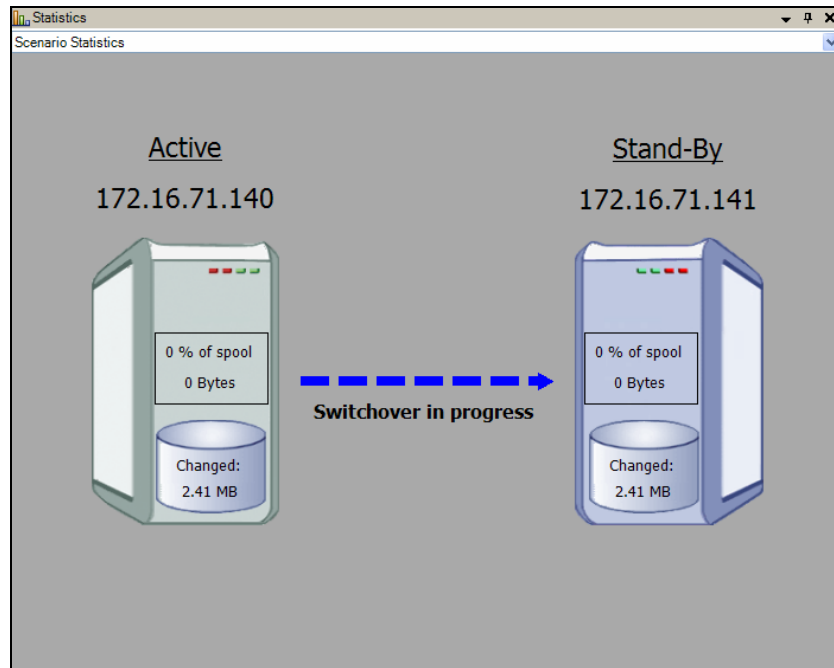 Statistics
Scenario Statistics
Active
Stand-By
172.16.71.140
172.16.71.141
0 % of spool
0 Bytes
0 % of spool
0 Bytes
Switchover in progress
Changed:
2.41 MB
Changed:
2.41 MB